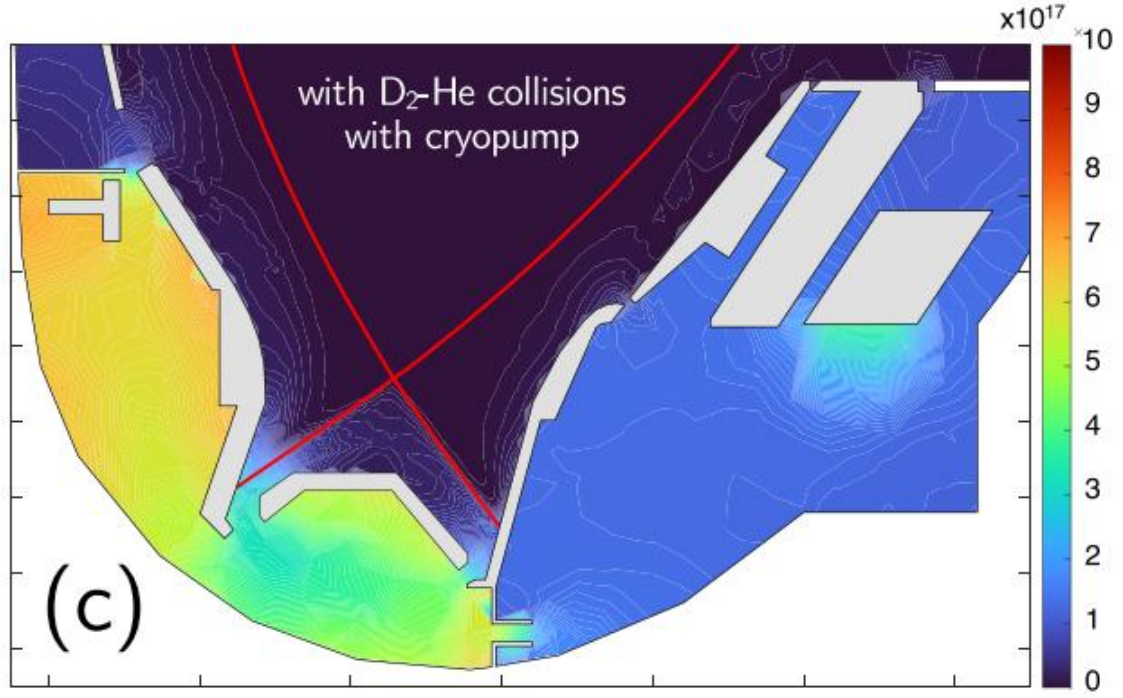 x10¹⁷
×10
with D₂-He collisions
with cryopump
9
8
7
6
5
4
3
2
1
0
(c)